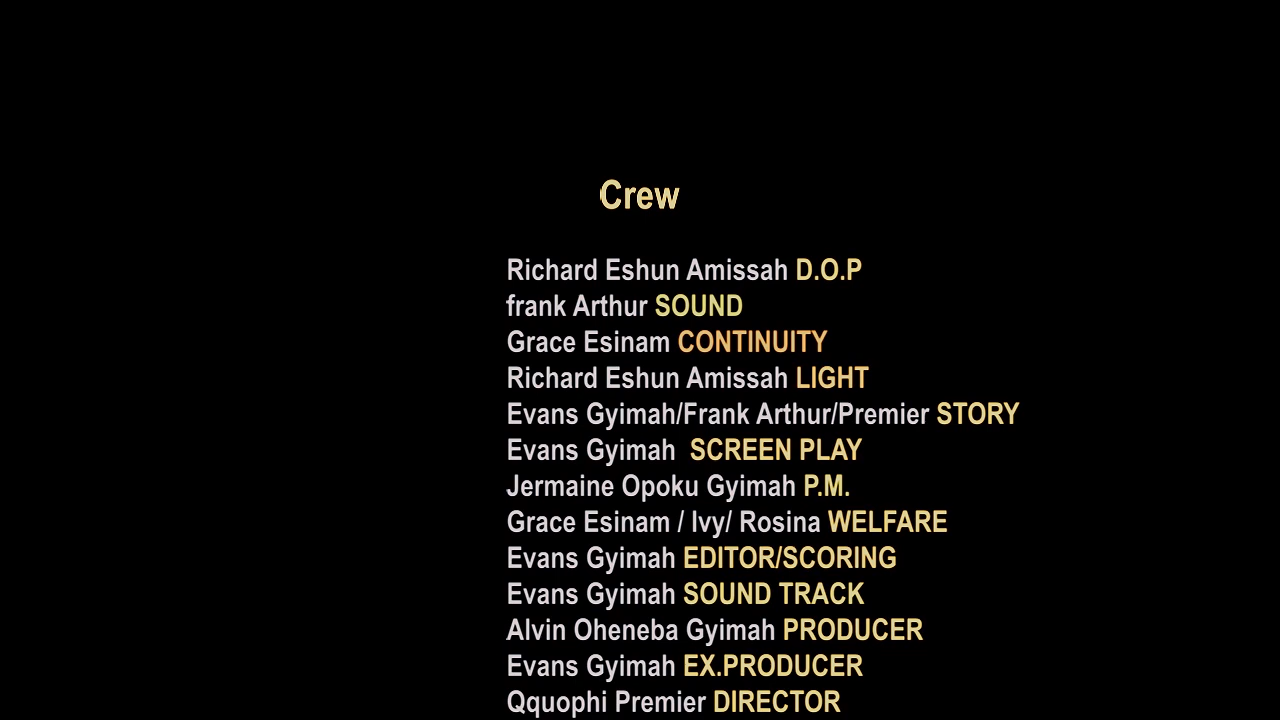 Crew
Richard Eshun Amissah D.O.P
frank Arthur SOUND
Grace Esinam CONTINUITY
Richard Eshun Amissah LIGHT
Evans Gyimah/Frank Arthur/Premier STORY
Evans Gyimah  SCREEN PLAY
Jermaine Opoku Gyimah P.M.
Grace Esinam / Ivy/ Rosina WELFARE
Evans Gyimah EDITOR/SCORING
Evans Gyimah SOUND TRACK
Alvin Oheneba Gyimah PRODUCER
Evans Gyimah EX.PRODUCER
Qquophi Premier DIRECTOR